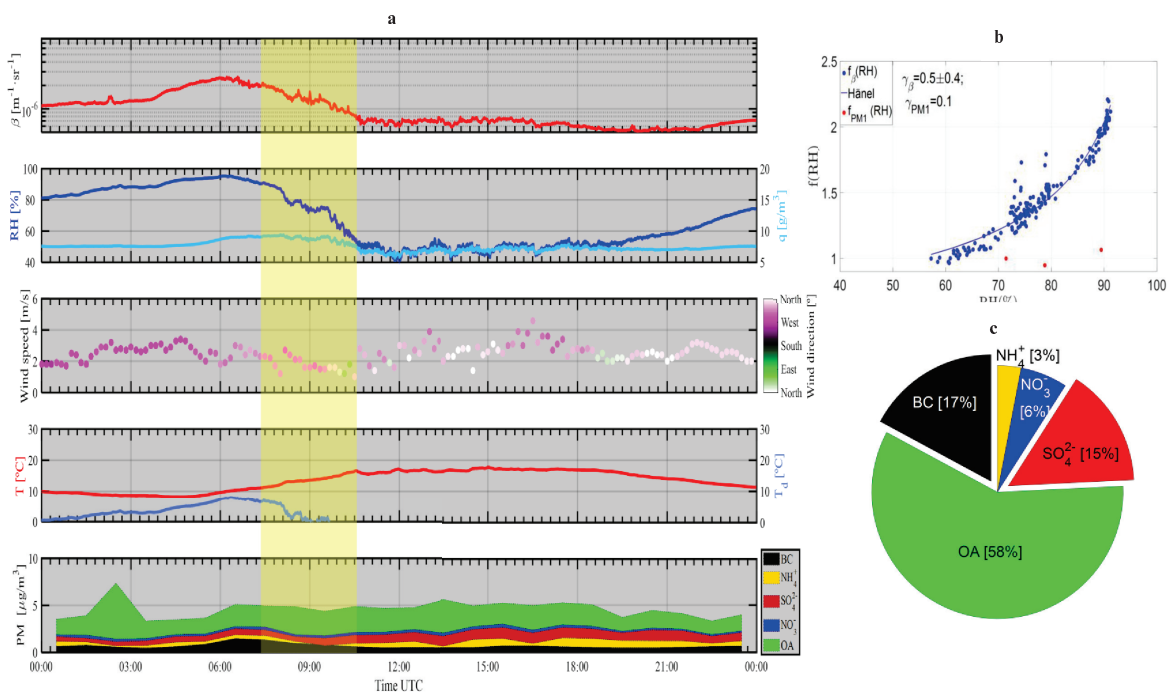 a
β [m⁻¹·sr⁻¹]
10⁻⁶
RH [%]
100
80
60
40
20
15
10
5
q [g/m³]
Wind speed [m/s]
6
4
2
0
North
West
South
East
North
Wind direction [°]
T [°C]
30
20
10
0
30
20
10
0
T_d [°C]
PM [μg/m³]
10
5
0
BC
NH₄⁺
SO₄²⁻
NO₃⁻
OA
00:00 03:00 06:00 09:00 12:00 15:00 18:00 21:00 00:00
Time UTC
b
f_β(RH)
Hänel
f_PM1 (RH)
γ_β=0.5±0.4;
γ_PM1=0.1
f(RH)
2.5
2
1.5
1
40 50 60 70 80 90 100
RH(%)
c
NH₄⁺ [3%]
NO₃⁻
[6%]
BC [17%]
SO₄²⁻ [15%]
OA [58%]